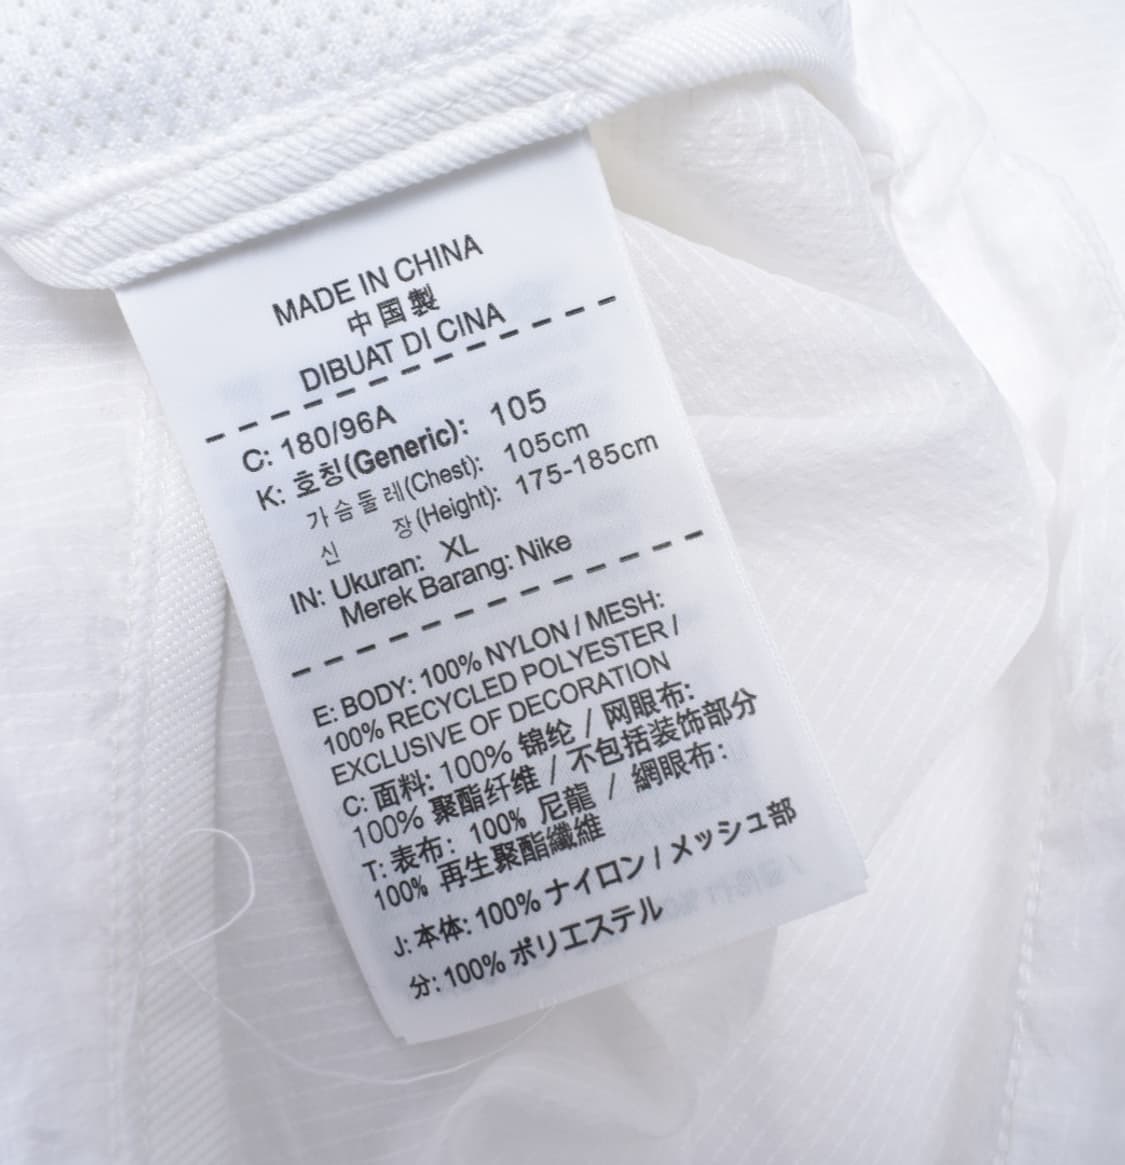 MADE IN CHINA
中国製
DIBUAT DI CINA
C: 180/96A
K: 호칭(Generic): 105
가슴둘레(Chest): 105cm
신 장(Height): 175-185cm
IN: Ukuran: XL
Merek Barang: Nike
E: BODY: 100% NYLON / MESH:
100% RECYCLED POLYESTER /
EXCLUSIVE OF DECORATION
C: 面料: 100% 锦纶 / 网眼布:
100% 聚酯纤维 / 不包括装饰部分
T: 表布: 100% 尼龍 / 網眼布:
100% 再生聚酯纖維
J: 本体: 100% ナイロン / メッシュ部
分: 100% ポリエステル